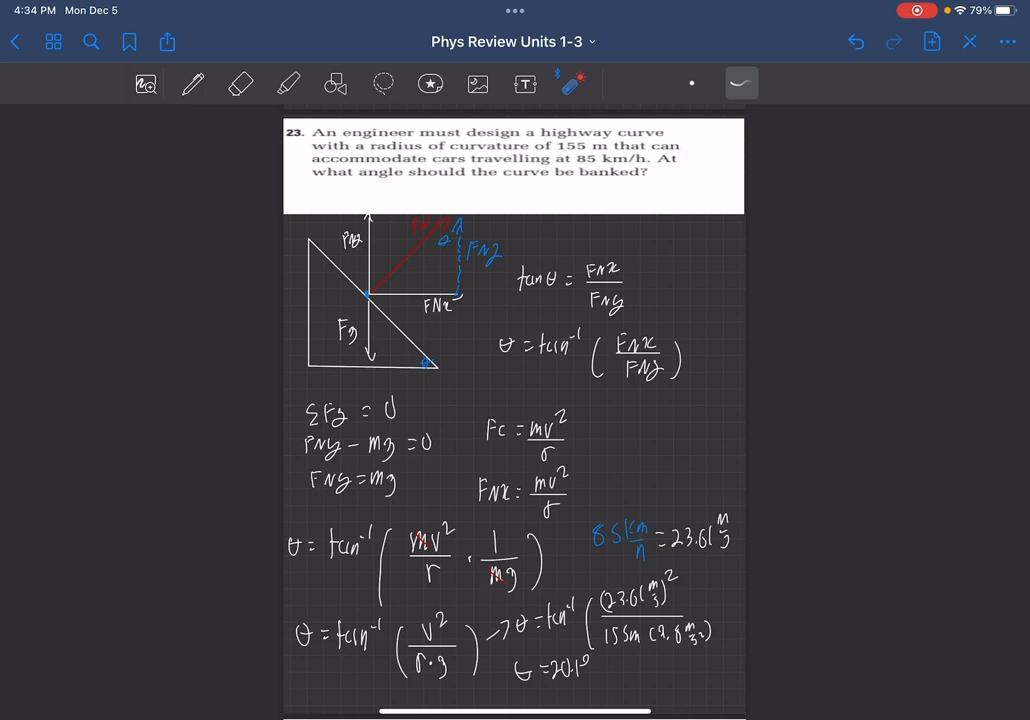 4:34 PM Mon Dec 5
79%
Phys Review Units 1-3
23. An engineer must design a highway curve
with a radius of curvature of 155 m that can
accommodate cars travelling at 85 km/h. At
what angle should the curve be banked?
FNy
θ
FNy
FNx
Fg
θ
tanθ = FNx / FNy
θ = tan⁻¹ ( FNx / FNy )
ΣFy = 0
FNy - mg = 0
FNy = mg
Fc = mv² / r
FNx = mv² / r
85 km/h = 23.61 m/s
θ = tan⁻¹ ( mv² / r · 1 / mg )
θ = tan⁻¹ ( v² / r·g ) → θ = tan⁻¹ ( (23.61 m/s)² / 155m (9.8 m/s²) )
θ = 20.1°